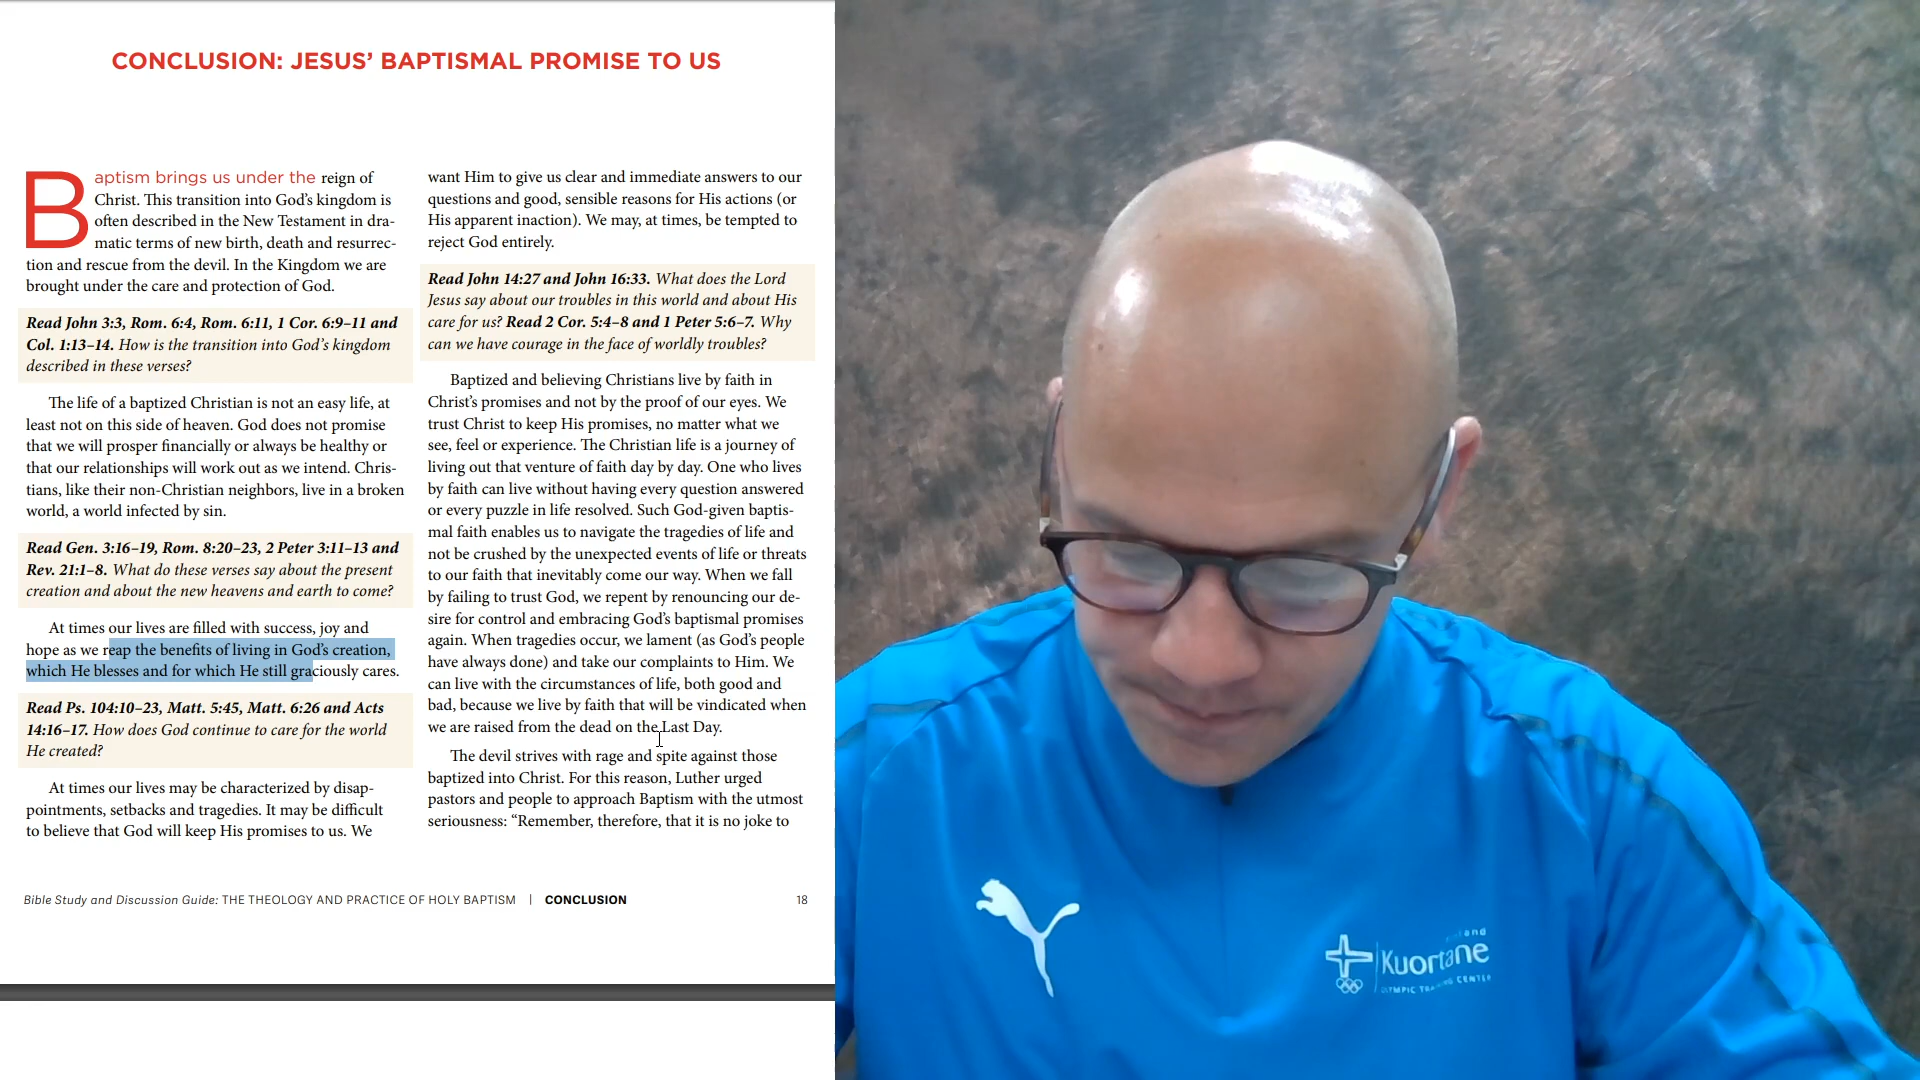 CONCLUSION: JESUS’ BAPTISMAL PROMISE TO US
Baptism brings us under the reign of
Christ. This transition into God’s kingdom is
often described in the New Testament in dra-
matic terms of new birth, death and resurrec-
tion and rescue from the devil. In the Kingdom we are
brought under the care and protection of God.
Read John 3:3, Rom. 6:4, Rom. 6:11, 1 Cor. 6:9–11 and
Col. 1:13–14. How is the transition into God’s kingdom
described in these verses?
The life of a baptized Christian is not an easy life, at
least not on this side of heaven. God does not promise
that we will prosper financially or always be healthy or
that our relationships will work out as we intend. Chris-
tians, like their non-Christian neighbors, live in a broken
world, a world infected by sin.
Read Gen. 3:16–19, Rom. 8:20–23, 2 Peter 3:11–13 and
Rev. 21:1–8. What do these verses say about the present
creation and about the new heavens and earth to come?
At times our lives are filled with success, joy and
hope as we reap the benefits of living in God’s creation,
which He blesses and for which He still graciously cares.
Read Ps. 104:10–23, Matt. 5:45, Matt. 6:26 and Acts
14:16–17. How does God continue to care for the world
He created?
At times our lives may be characterized by disap-
pointments, setbacks and tragedies. It may be difficult
to believe that God will keep His promises to us. We
want Him to give us clear and immediate answers to our
questions and good, sensible reasons for His actions (or
His apparent inaction). We may, at times, be tempted to
reject God entirely.
Read John 14:27 and John 16:33. What does the Lord
Jesus say about our troubles in this world and about His
care for us? Read 2 Cor. 5:4–8 and 1 Peter 5:6–7. Why
can we have courage in the face of worldly troubles?
Baptized and believing Christians live by faith in
Christ’s promises and not by the proof of our eyes. We
trust Christ to keep His promises, no matter what we
see, feel or experience. The Christian life is a journey of
living out that venture of faith day by day. One who lives
by faith can live without having every question answered
or every puzzle in life resolved. Such God-given baptis-
mal faith enables us to navigate the tragedies of life and
not be crushed by the unexpected events of life or threats
to our faith that inevitably come our way. When we fall
by failing to trust God, we repent by renouncing our de-
sire for control and embracing God’s baptismal promises
again. When tragedies occur, we lament (as God’s people
have always done) and take our complaints to Him. We
can live with the circumstances of life, both good and
bad, because we live by faith that will be vindicated when
we are raised from the dead on the Last Day.
The devil strives with rage and spite against those
baptized into Christ. For this reason, Luther urged
pastors and people to approach Baptism with the utmost
seriousness: “Remember, therefore, that it is no joke to
Bible Study and Discussion Guide: THE THEOLOGY AND PRACTICE OF HOLY BAPTISM | CONCLUSION 18
Kuortane
OLYMPIC TRAINING CENTER